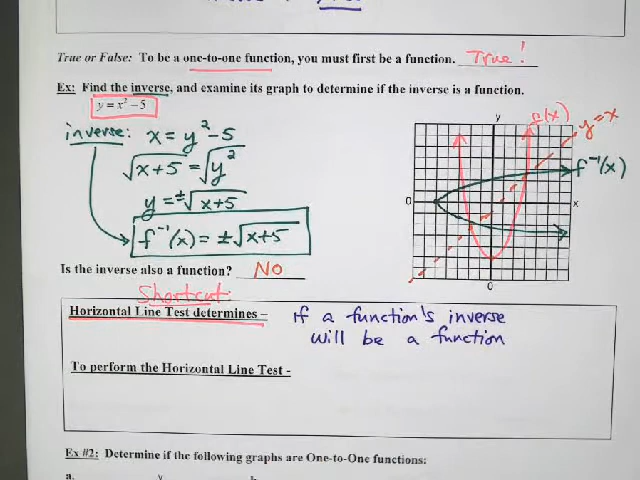 True or False: To be a one-to-one function, you must first be a function. True!
Ex: Find the inverse, and examine its graph to determine if the inverse is a function.
y = x² − 5
inverse: x = y² − 5
√x+5 = √y²
y = ±√x+5
f⁻¹(x) = ±√x+5
y
f(x)
y = x
f⁻¹(x)
0
x
0
Is the inverse also a function? NO
Shortcut:
Horizontal Line Test determines – if a function's inverse
will be a function
To perform the Horizontal Line Test -
Ex #2: Determine if the following graphs are One-to-One functions:
a.
y